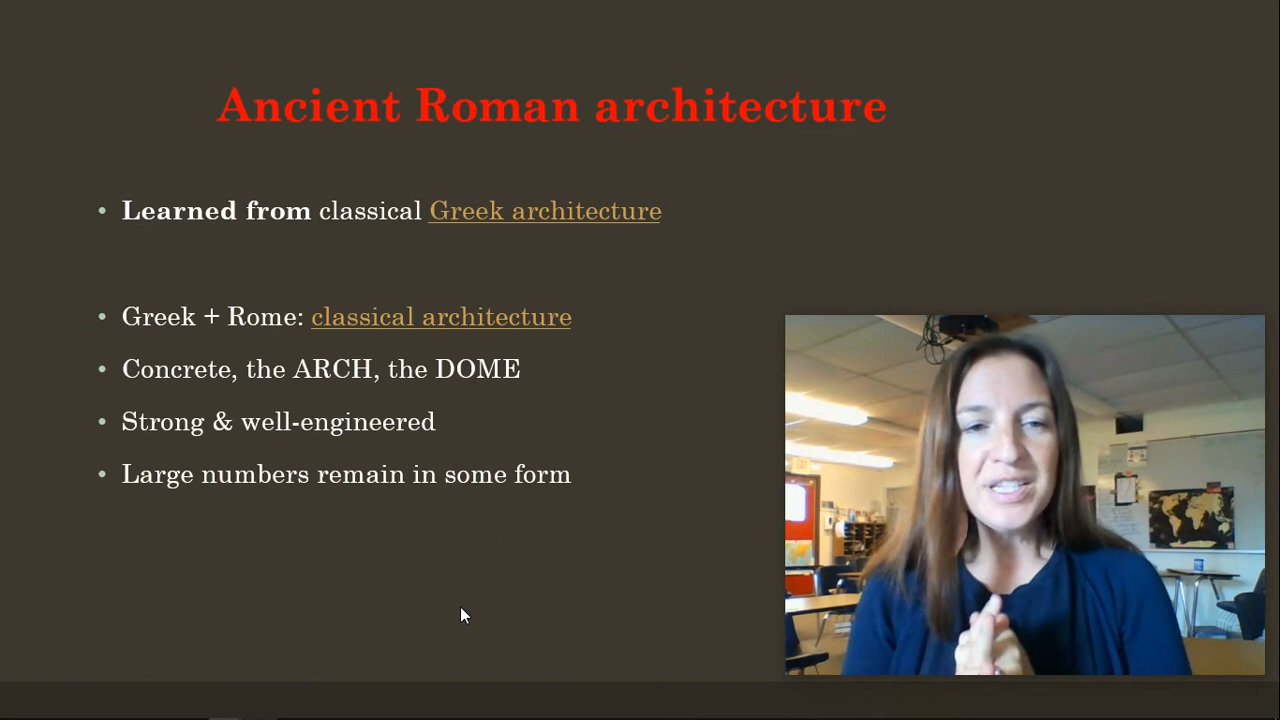 Ancient Roman architecture
Learned from classical Greek architecture
Greek + Rome: classical architecture
Concrete, the ARCH, the DOME
Strong & well-engineered
Large numbers remain in some form